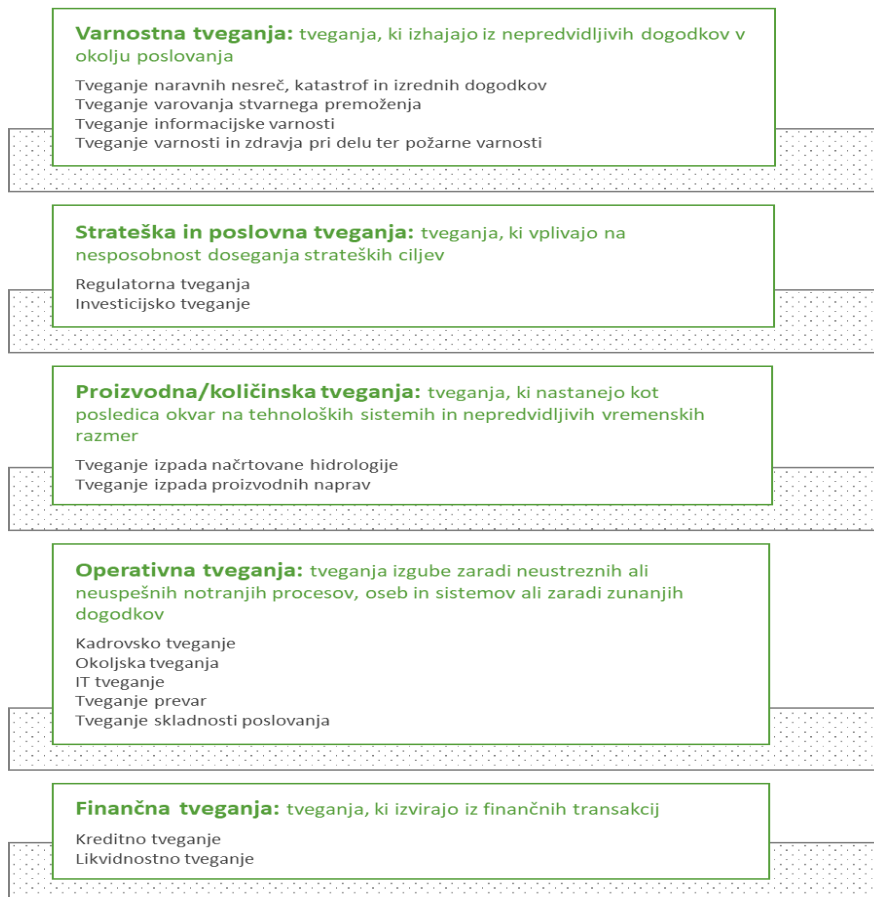 Varnostna tveganja: tveganja, ki izhajajo iz nepredvidljivih dogodkov v
okolju poslovanja
Tveganje naravnih nesreč, katastrof in izrednih dogodkov
Tveganje varovanja stvarnega premoženja
Tveganje informacijske varnosti
Tveganje varnosti in zdravja pri delu ter požarne varnosti
Strateška in poslovna tveganja: tveganja, ki vplivajo na
nesposobnost doseganja strateških ciljev
Regulatorna tveganja
Investicijsko tveganje
Proizvodna/količinska tveganja: tveganja, ki nastanejo kot
posledica okvar na tehnoloških sistemih in nepredvidljivih vremenskih
razmer
Tveganje izpada načrtovane hidrologije
Tveganje izpada proizvodnih naprav
Operativna tveganja: tveganja izgube zaradi neustreznih ali
neuspešnih notranjih procesov, oseb in sistemov ali zaradi zunanjih
dogodkov
Kadrovsko tveganje
Okoljska tveganja
IT tveganje
Tveganje prevar
Tveganje skladnosti poslovanja
Finančna tveganja: tveganja, ki izvirajo iz finančnih transakcij
Kreditno tveganje
Likvidnostno tveganje